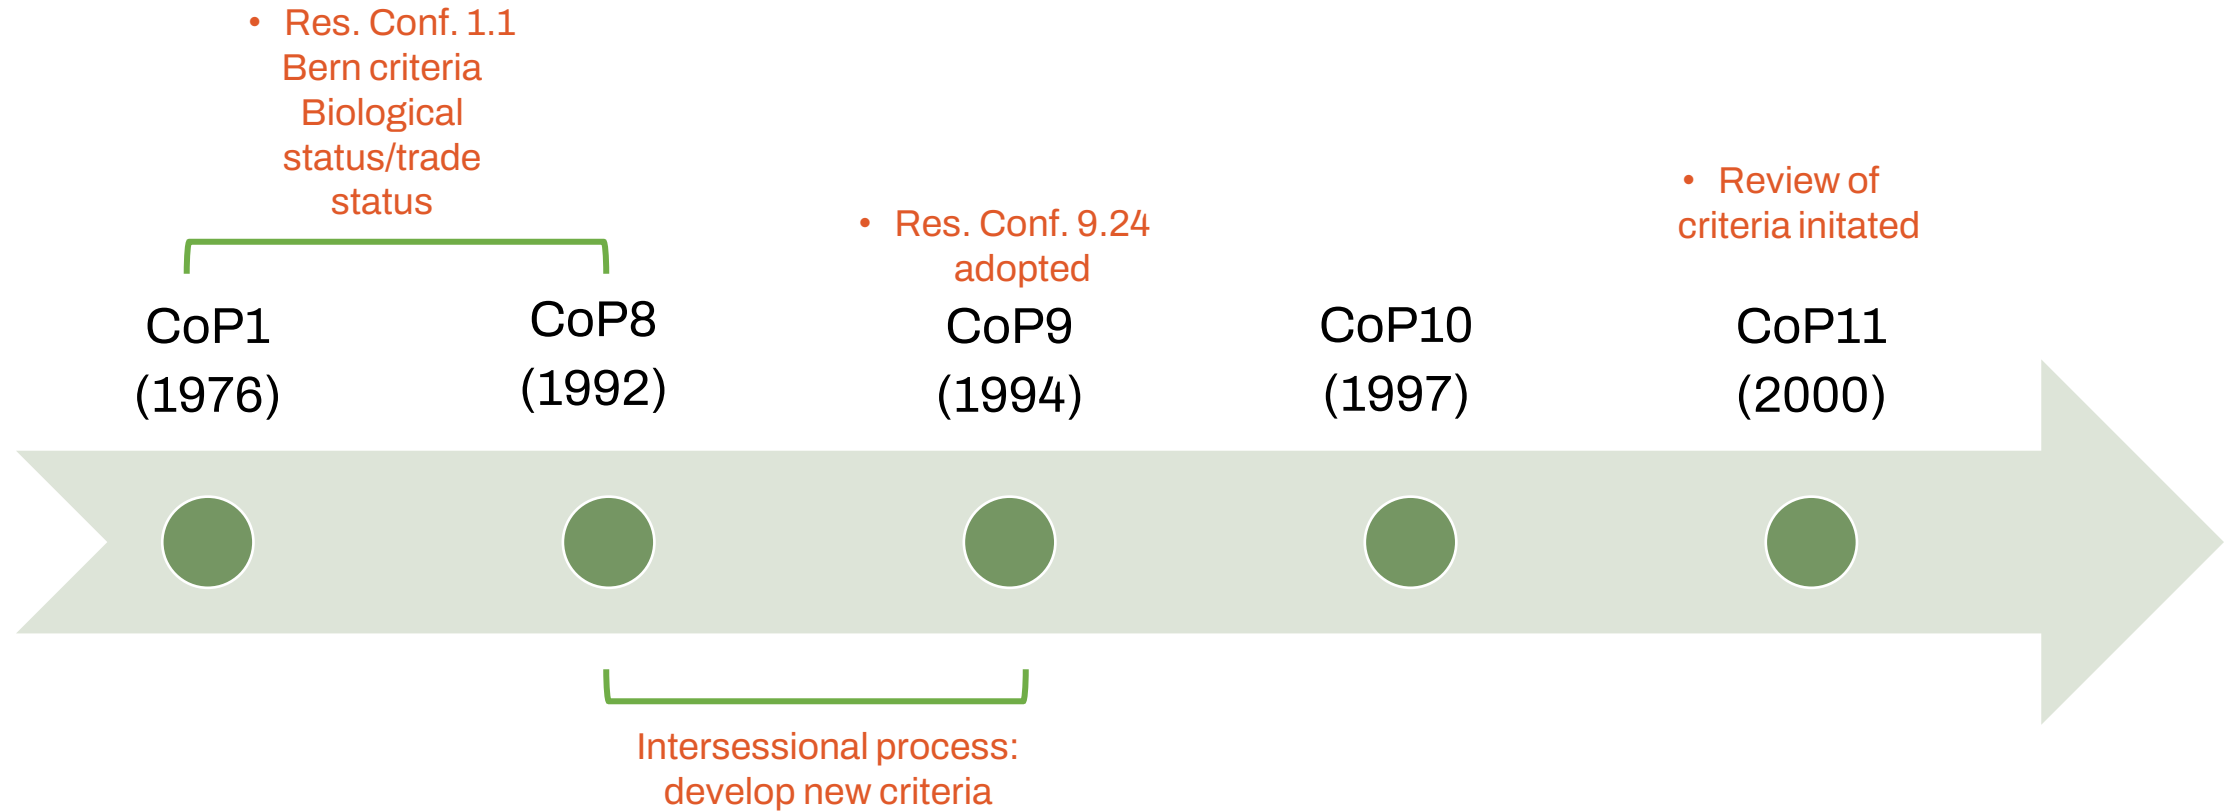 • Res. Conf. 1.1
Bern criteria
Biological
status/trade
status
• Res. Conf. 9.24
adopted
• Review of
criteria initated
CoP1
(1976)
CoP8
(1992)
CoP9
(1994)
CoP10
(1997)
CoP11
(2000)
Intersessional process:
develop new criteria